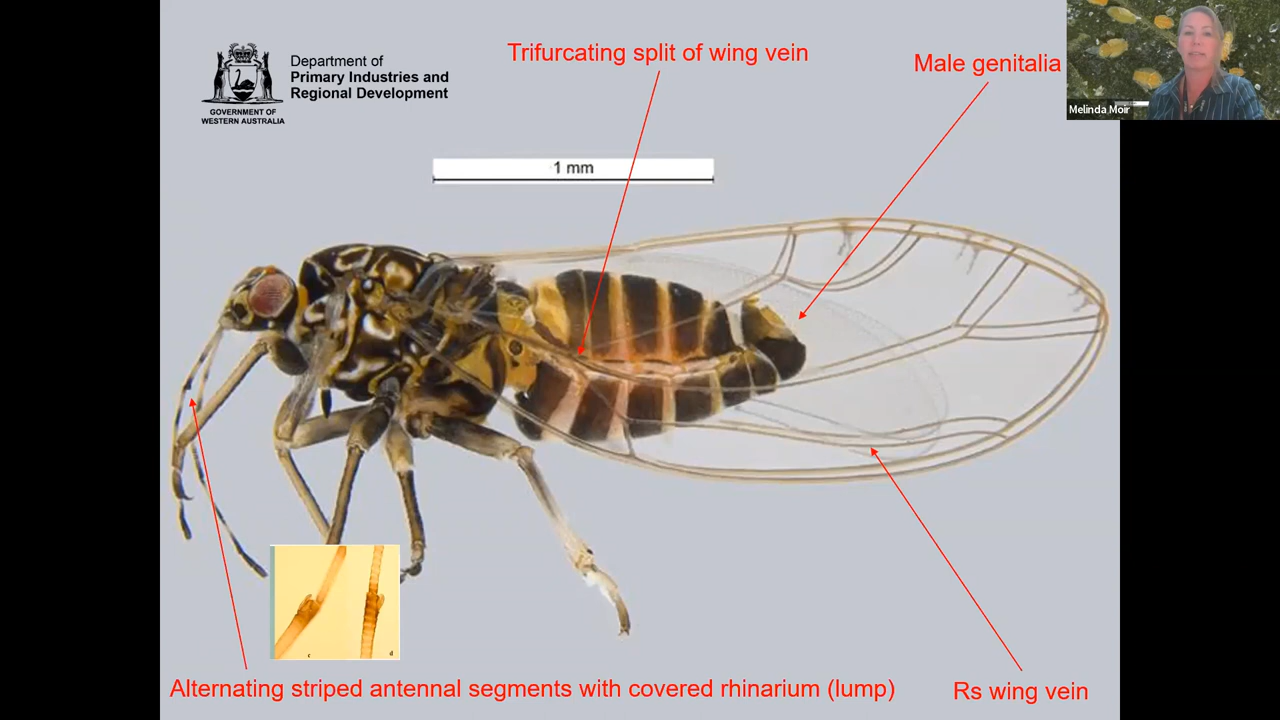 Trifurcating split of wing vein
Male genitalia
Department of
Primary Industries and
Regional Development
GOVERNMENT OF
WESTERN AUSTRALIA
Melinda Moir
1 mm
c
d
Alternating striped antennal segments with covered rhinarium (lump)
Rs wing vein